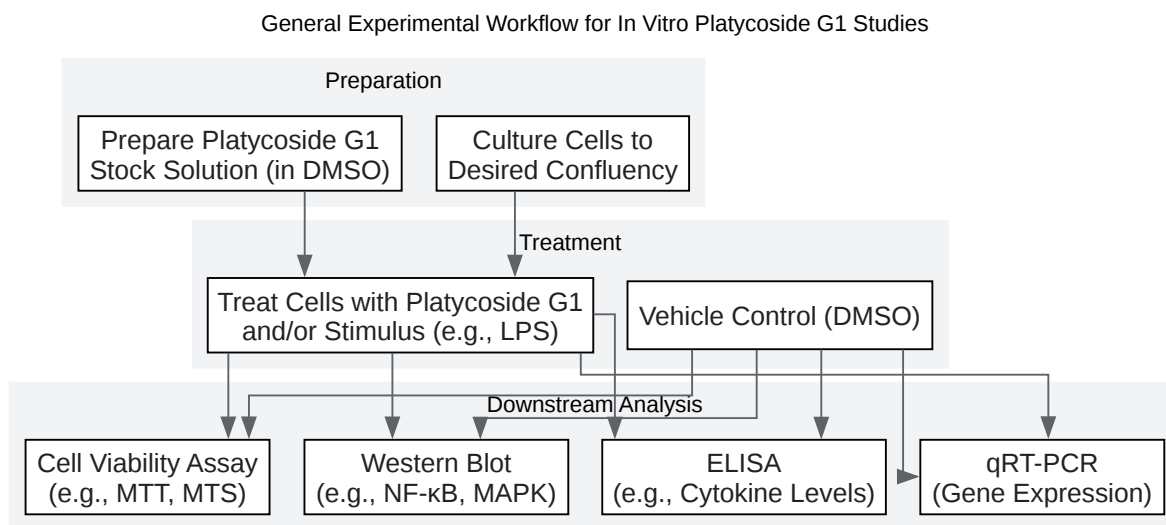 General Experimental Workflow for In Vitro Platycoside G1 Studies
Preparation
Prepare Platycoside G1
Stock Solution (in DMSO)
Culture Cells to
Desired Confluency
Treatment
Treat Cells with Platycoside G1
and/or Stimulus (e.g., LPS)
Vehicle Control (DMSO)
Downstream Analysis
Cell Viability Assay
(e.g., MTT, MTS)
Western Blot
(e.g., NF-κB, MAPK)
ELISA
(e.g., Cytokine Levels)
qRT-PCR
(Gene Expression)